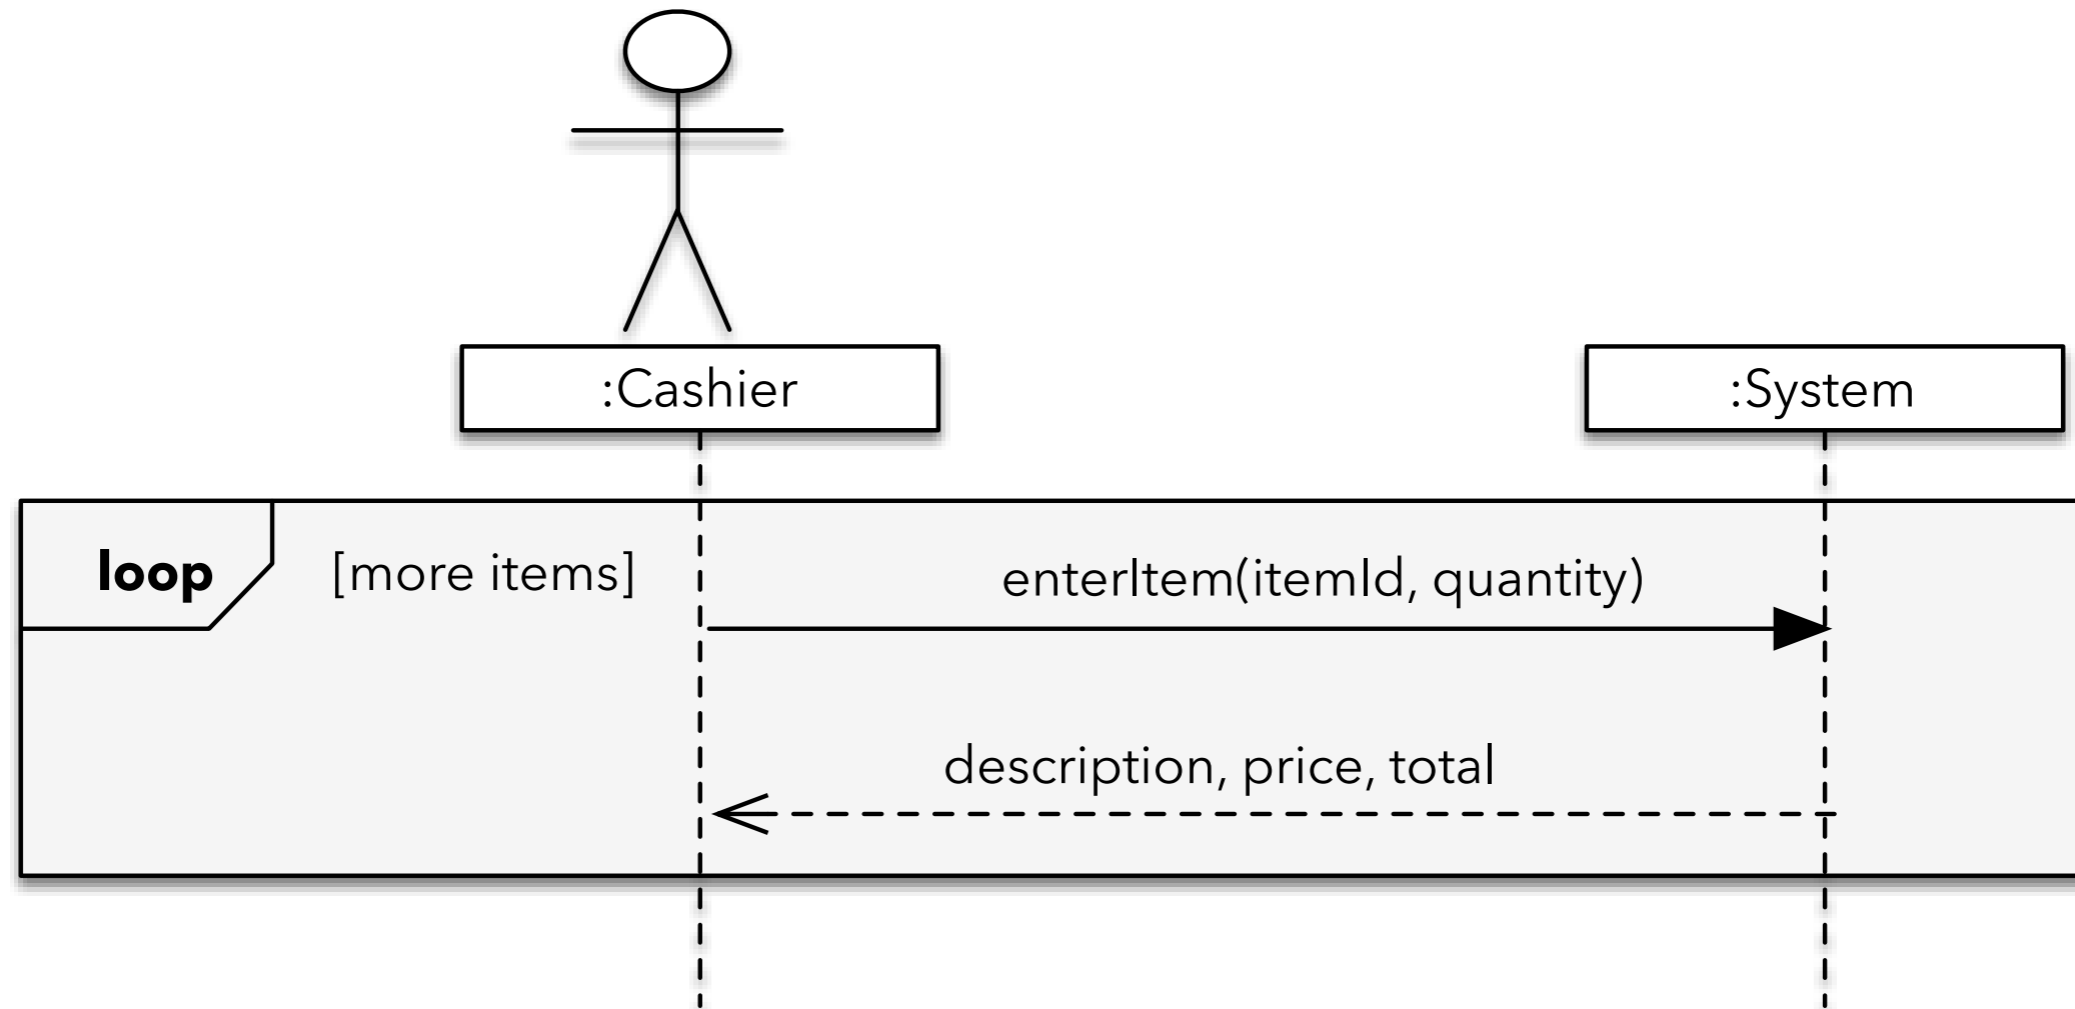 :Cashier
:System
loop
[more items]
enterItem(itemId, quantity)
description, price, total